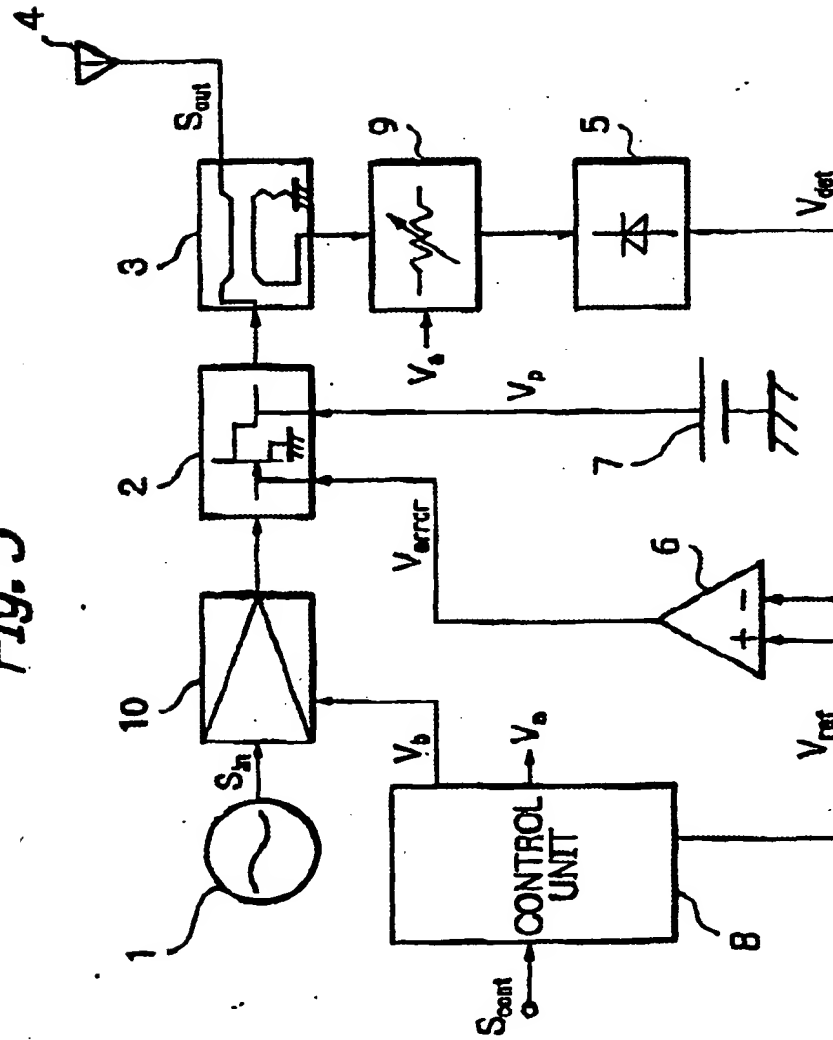 Fig.
1
10
2
3
4
S_in
S_out
V_b
V_error
V_p
V_a
9
S_cont
CONTROL
UNIT
V_a
8
6
7
5
+ −
V_ref
V_det